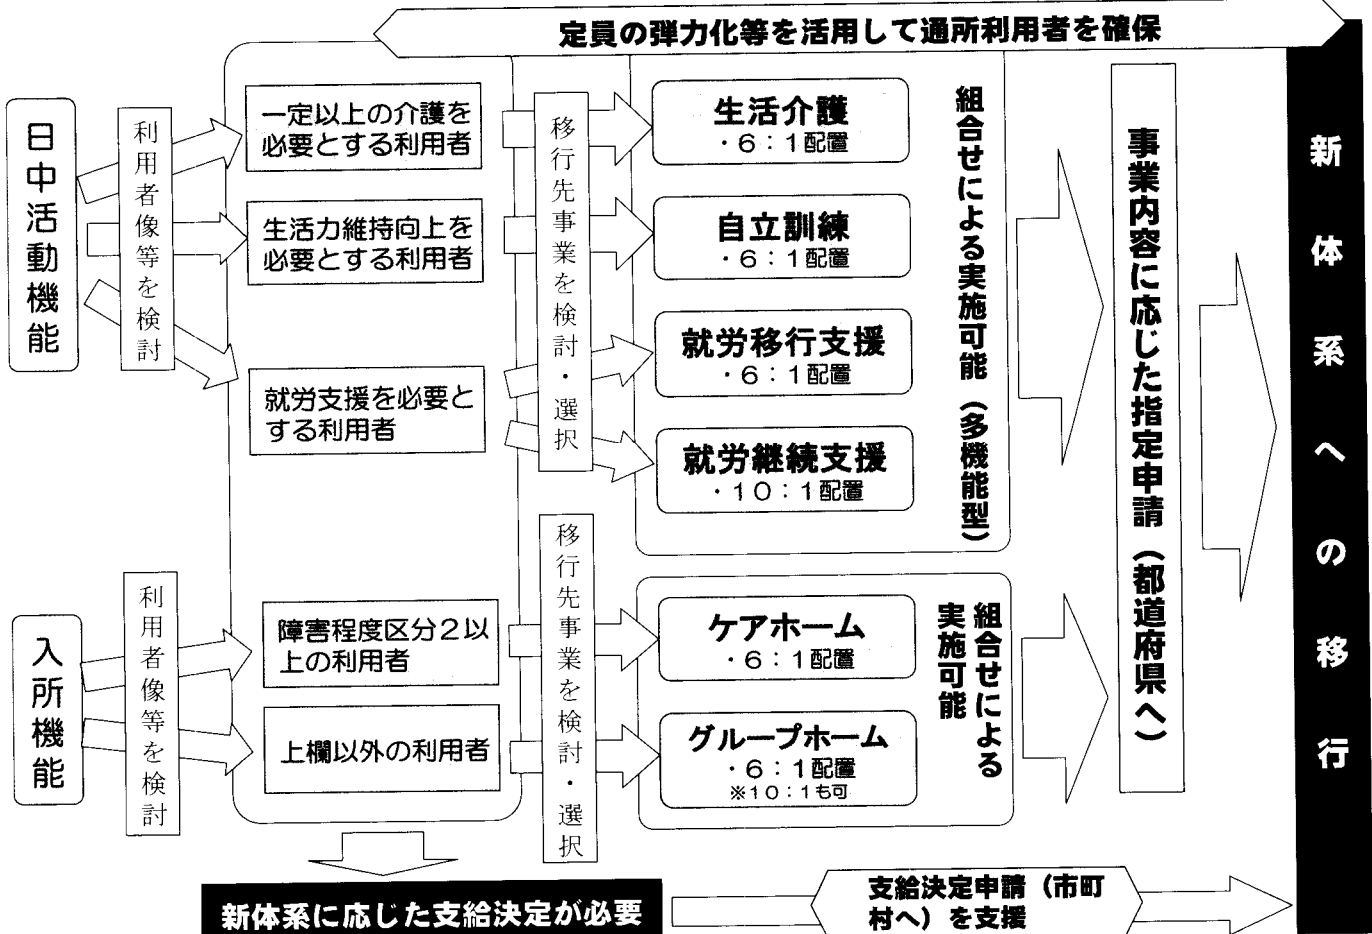 定員の弾力化等を活用して通所利用者を確保
日中活動機能
利用者像等を検討
一定以上の介護を
必要とする利用者
生活力維持向上を
必要とする利用者
就労支援を必要と
する利用者
移行先事業を検討・選択
生活介護
・6：1配置
自立訓練
・6：1配置
就労移行支援
・6：1配置
就労継続支援
・10：1配置
組合せによる実施可能（多機能型）
入所機能
利用者像等を検討
障害程度区分2以
上の利用者
上欄以外の利用者
移行先事業を検討・選択
ケアホーム
・6：1配置
グループホーム
・6：1配置
※10：1も可
組合せによる
実施可能
事業内容に応じた指定申請（都道府県へ）
新体系への移行
新体系に応じた支給決定が必要
支給決定申請（市町
村へ）を支援